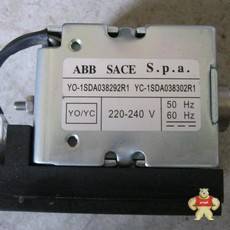 ABB SACE S.p.a.
YO-1SDA038292R1 YC-1SDA038302R1
YO/YC 220-240 V 50 Hz
60 Hz